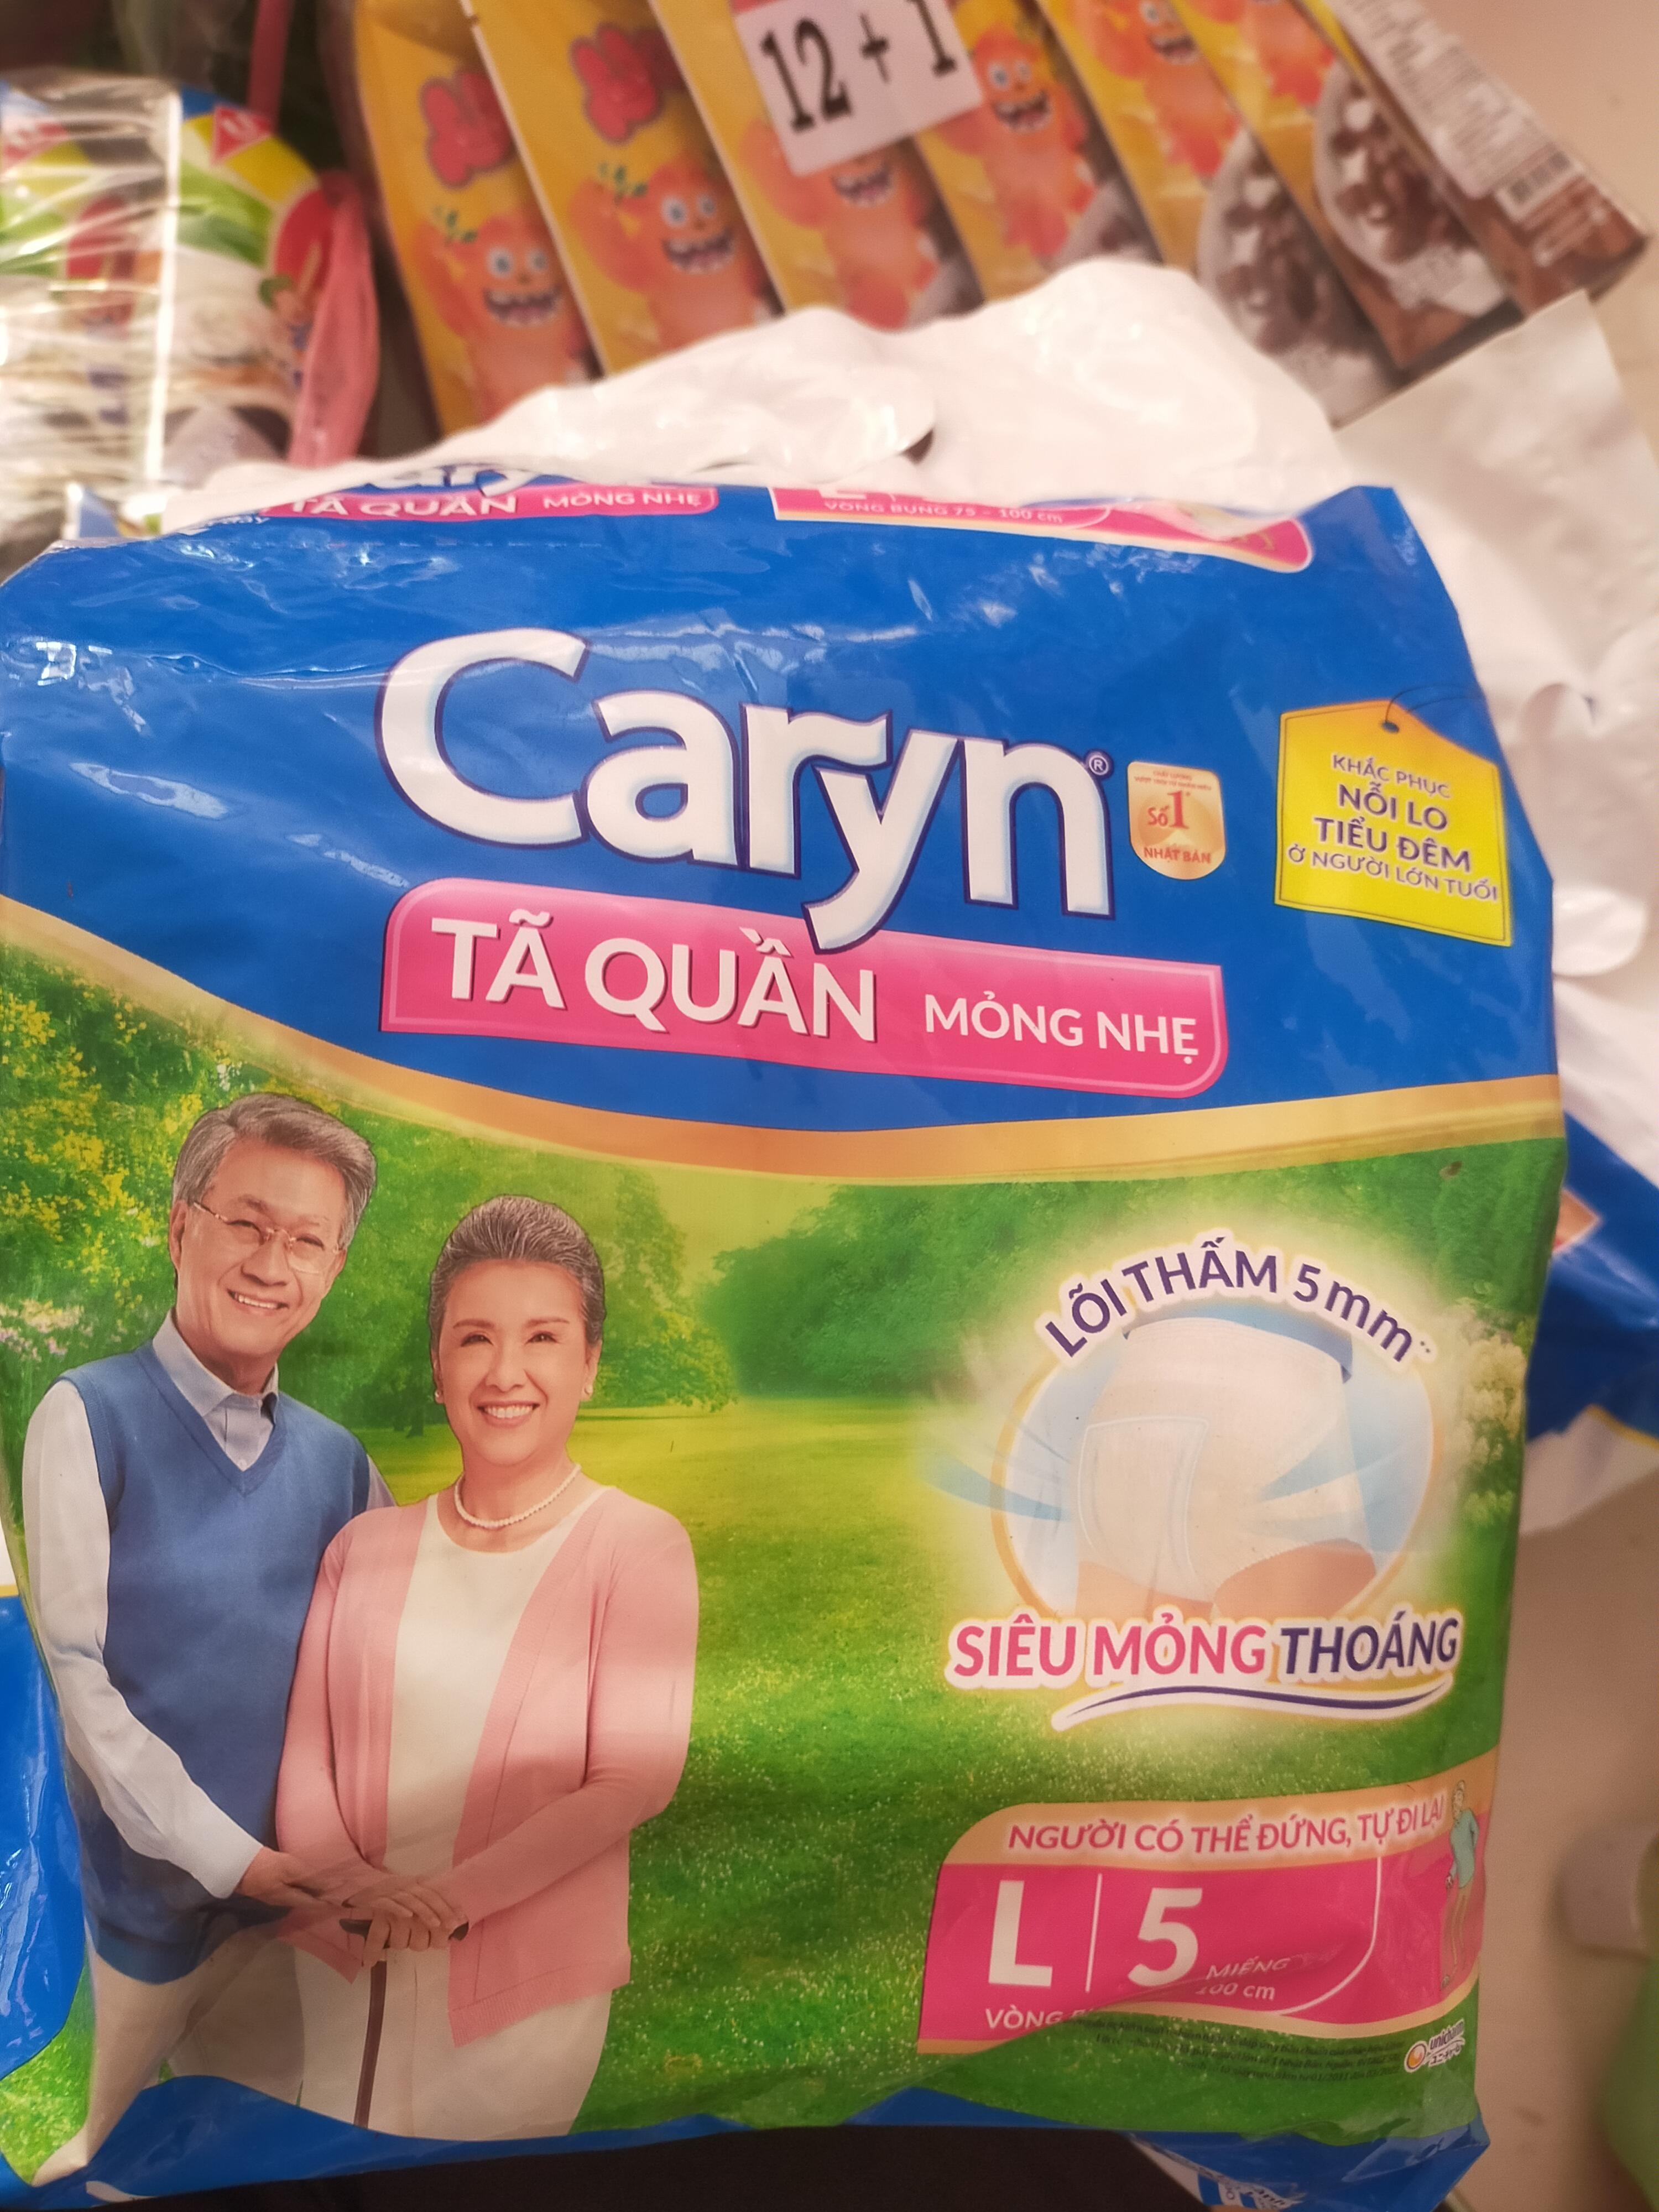 12 + 1
TÃ QUẦN MỎNG NHẸ
VÒNG BỤNG 75 - 100 cm
Caryn®
Số 1
NHẬT BẢN
KHẮC PHỤC
NỖI LO
TIỂU ĐÊM
Ở NGƯỜI LỚN TUỔI
TÃ QUẦN MỎNG NHẸ
LÕI THẤM 5mm
SIÊU MỎNG THOÁNG
NGƯỜI CÓ THỂ ĐỨNG, TỰ ĐI LẠI
L 5 MIẾNG
VÒNG 100 cm
unicharm